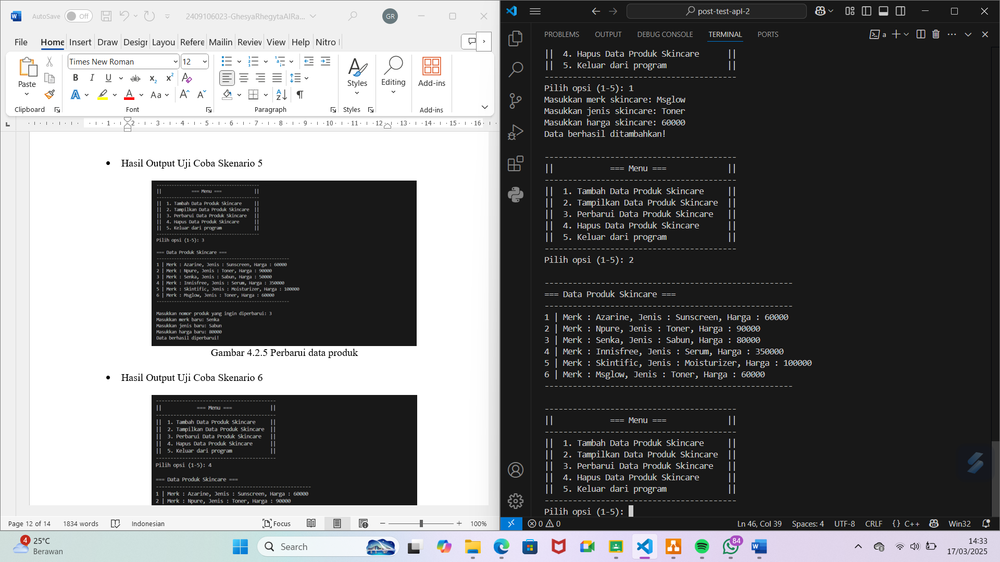 AutoSave Off 2409106023-GhesyaRhegytaAlRa... GR
File Home Insert Draw Design Layou Refere Mailin Review View Help Nitro
Paste Times New Roman 12 Styles Editing Add-ins
Clipboard Font Paragraph Styles Add-ins
1 2 3 4 5 6 7 8 9 10 11 12 13 14 15 16
• Hasil Output Uji Coba Skenario 5
----------------------------------------
|| === Menu === ||
----------------------------------------
|| 1. Tambah Data Produk Skincare ||
|| 2. Tampilkan Data Produk Skincare ||
|| 3. Perbarui Data Produk Skincare ||
|| 4. Hapus Data Produk Skincare ||
|| 5. Keluar dari program ||
----------------------------------------
Pilih opsi (1-5): 3
=== Data Produk Skincare ===
----------------------------------------------------
1 | Merk : Azarine, Jenis : Sunscreen, Harga : 60000
2 | Merk : Npure, Jenis : Toner, Harga : 90000
3 | Merk : Senka, Jenis : Sabun, Harga : 50000
4 | Merk : Innisfree, Jenis : Serum, Harga : 350000
5 | Merk : Skintific, Jenis : Moisturizer, Harga : 100000
6 | Merk : Msglow, Jenis : Toner, Harga : 60000
----------------------------------------------------
Masukkan nomor produk yang ingin diperbarui: 3
Masukkan merk baru: Senka
Masukkan jenis baru: Sabun
Masukkan harga baru: 80000
Data berhasil diperbarui!
Gambar 4.2.5 Perbarui data produk
• Hasil Output Uji Coba Skenario 6
----------------------------------------
|| === Menu === ||
----------------------------------------
|| 1. Tambah Data Produk Skincare ||
|| 2. Tampilkan Data Produk Skincare ||
|| 3. Perbarui Data Produk Skincare ||
|| 4. Hapus Data Produk Skincare ||
|| 5. Keluar dari program ||
----------------------------------------
Pilih opsi (1-5): 4
=== Data Produk Skincare ===
----------------------------------------------------
1 | Merk : Azarine, Jenis : Sunscreen, Harga : 60000
2 | Merk : Npure, Jenis : Toner, Harga : 90000
Page 12 of 14 1834 words Indonesian Focus 100%
post-test-apl-2
PROBLEMS OUTPUT DEBUG CONSOLE TERMINAL PORTS a
|| 4. Hapus Data Produk Skincare ||
|| 5. Keluar dari program ||
-----------------------------------------
Pilih opsi (1-5): 1
Masukkan merk skincare: Msglow
Masukkan jenis skincare: Toner
Masukkan harga skincare: 60000
Data berhasil ditambahkan!
-----------------------------------------
|| === Menu === ||
-----------------------------------------
|| 1. Tambah Data Produk Skincare ||
|| 2. Tampilkan Data Produk Skincare ||
|| 3. Perbarui Data Produk Skincare ||
|| 4. Hapus Data Produk Skincare ||
|| 5. Keluar dari program ||
-----------------------------------------
Pilih opsi (1-5): 2
-----------------------------------------------------
=== Data Produk Skincare ===
-----------------------------------------------------
1 | Merk : Azarine, Jenis : Sunscreen, Harga : 60000
2 | Merk : Npure, Jenis : Toner, Harga : 90000
3 | Merk : Senka, Jenis : Sabun, Harga : 80000
4 | Merk : Innisfree, Jenis : Serum, Harga : 350000
5 | Merk : Skintific, Jenis : Moisturizer, Harga : 100000
6 | Merk : Msglow, Jenis : Toner, Harga : 60000
-----------------------------------------------------
-----------------------------------------
|| === Menu === ||
-----------------------------------------
|| 1. Tambah Data Produk Skincare ||
|| 2. Tampilkan Data Produk Skincare ||
|| 3. Perbarui Data Produk Skincare ||
|| 4. Hapus Data Produk Skincare ||
|| 5. Keluar dari program ||
-----------------------------------------
Pilih opsi (1-5):
0 0 Ln 46, Col 39 Spaces: 4 UTF-8 CRLF {} C++ Win32
4 25°C
Berawan
Search
84
14:33
17/03/2025